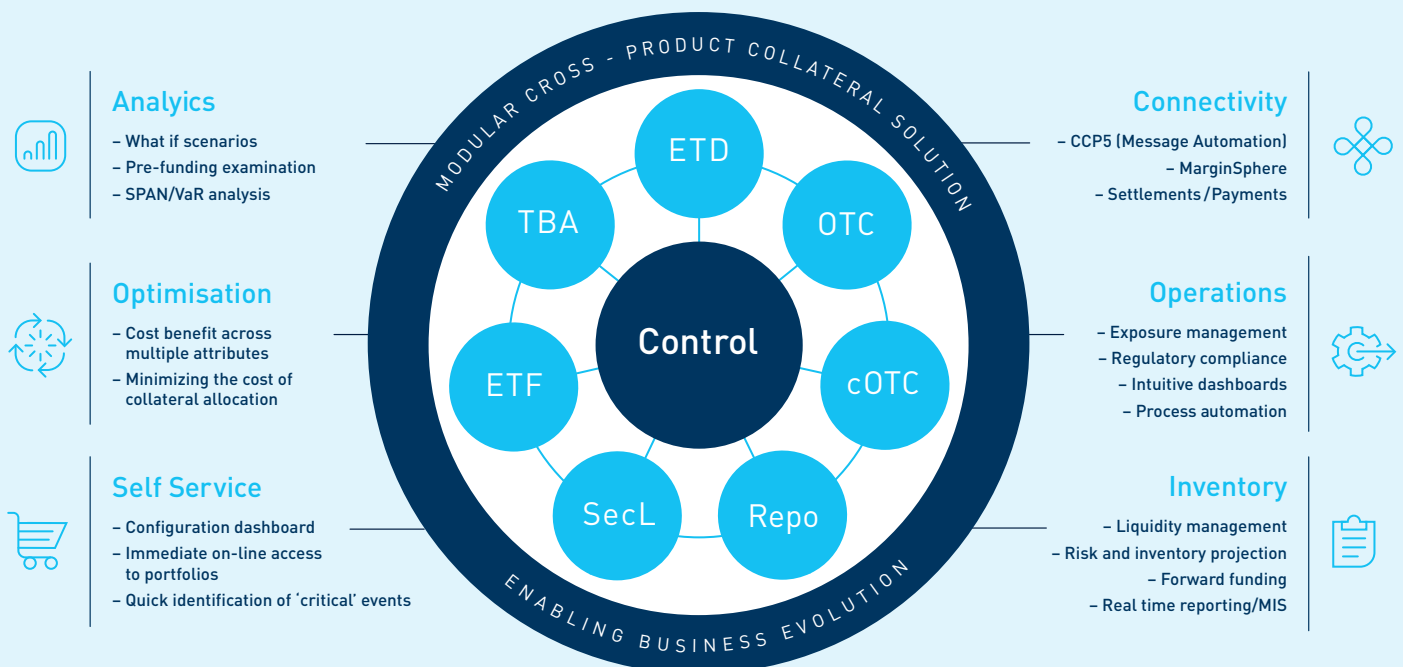 Analyics
– What if scenarios
– Pre-funding examination
– SPAN/VaR analysis
Optimisation
– Cost benefit across
multiple attributes
– Minimizing the cost of
collateral allocation
Self Service
– Configuration dashboard
– Immediate on-line access
to portfolios
– Quick identification of ‘critical’ events
MODULAR CROSS - PRODUCT COLLATERAL SOLUTION
ETD
TBA
OTC
Control
ETF
cOTC
SecL
Repo
ENABLING BUSINESS EVOLUTION
Connectivity
– CCP5 (Message Automation)
– MarginSphere
– Settlements/Payments
Operations
– Exposure management
– Regulatory compliance
– Intuitive dashboards
– Process automation
Inventory
– Liquidity management
– Risk and inventory projection
– Forward funding
– Real time reporting/MIS